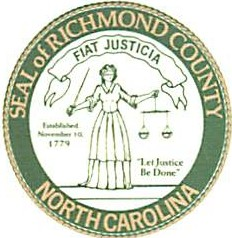 SEAL of RICHMOND COUNTY
FIAT JUSTICIA
Established
November 10,
1779
"Let Justice
Be Done"
NORTH CAROLINA